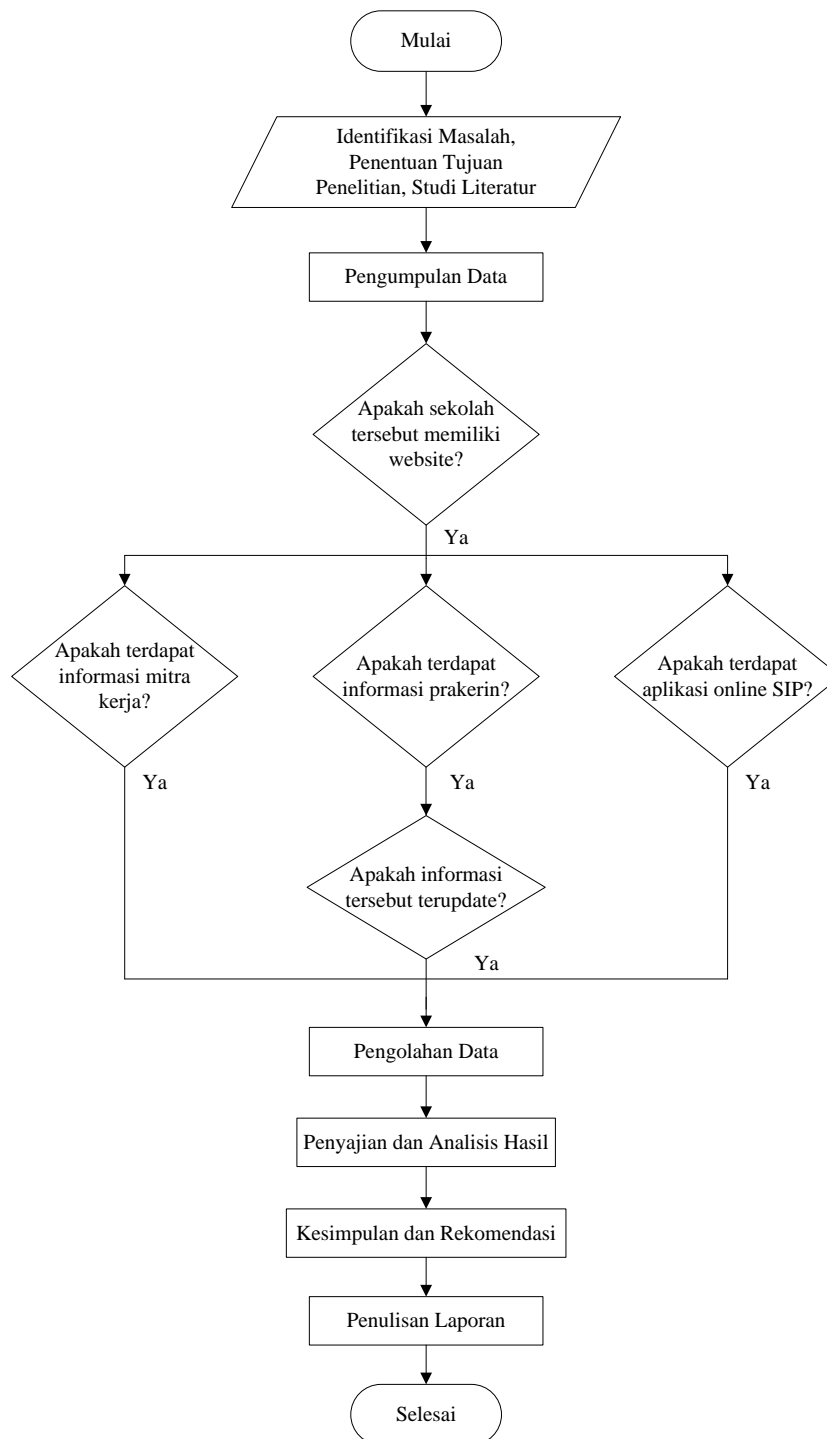 Mulai
Identifikasi Masalah,
Penentuan Tujuan
Penelitian, Studi Literatur
Pengumpulan Data
Apakah sekolah
tersebut memiliki
website?
Ya
Apakah terdapat
informasi mitra
kerja?
Apakah terdapat
informasi prakerin?
Apakah terdapat
aplikasi online SIP?
Ya
Ya
Ya
Apakah informasi
tersebut terupdate?
Ya
Pengolahan Data
Penyajian dan Analisis Hasil
Kesimpulan dan Rekomendasi
Penulisan Laporan
Selesai